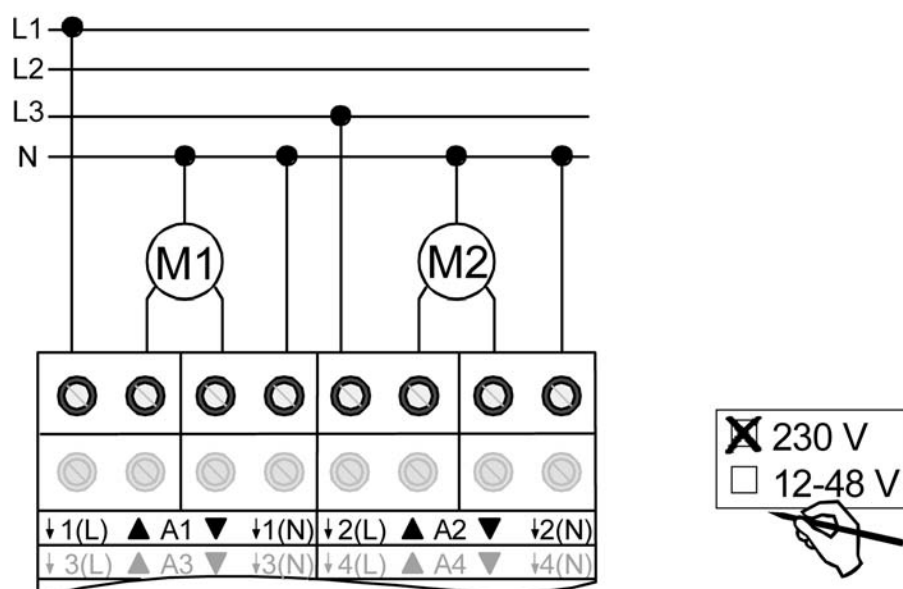 L1
L2
L3
N
M1 M2
230 V
12-48 V
↓1(L) ▲ A1 ▼ ↓1(N) ↓2(L) ▲ A2 ▼ ↓2(N)
↓3(L) ▲ A3 ▼ ↓3(N) ↓4(L) ▲ A4 ▼ ↓4(N)